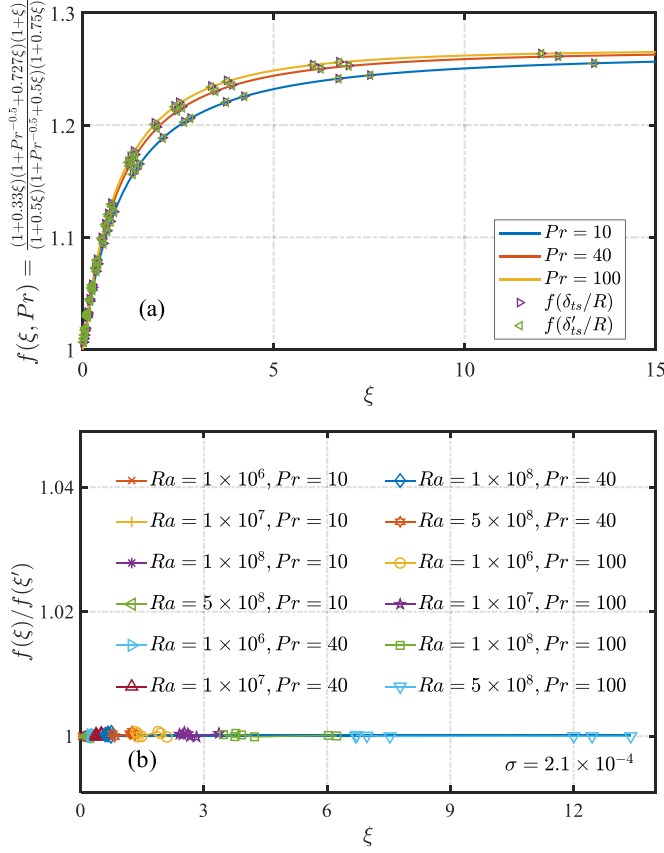 f(ξ, Pr) = (1+0.33ξ)(1+Pr^{-0.5}+0.727ξ)(1+ξ) / (1+0.5ξ)(1+Pr^{-0.5}+0.5ξ)(1+0.75ξ)
1.3
1.2
1.1
1
(a)
Pr = 10
Pr = 40
Pr = 100
f(δ_{ts}/R)
f(δ'_{ts}/R)
0
5
10
15
ξ
f(ξ)/f(ξ')
1.04
1.02
1
Ra = 1 × 10^6, Pr = 10
Ra = 1 × 10^7, Pr = 10
Ra = 1 × 10^8, Pr = 10
Ra = 5 × 10^8, Pr = 10
Ra = 1 × 10^6, Pr = 40
Ra = 1 × 10^7, Pr = 40
Ra = 1 × 10^8, Pr = 40
Ra = 5 × 10^8, Pr = 40
Ra = 1 × 10^6, Pr = 100
Ra = 1 × 10^7, Pr = 100
Ra = 1 × 10^8, Pr = 100
Ra = 5 × 10^8, Pr = 100
(b)
σ = 2.1 × 10^{-4}
0
3
6
9
12
ξ